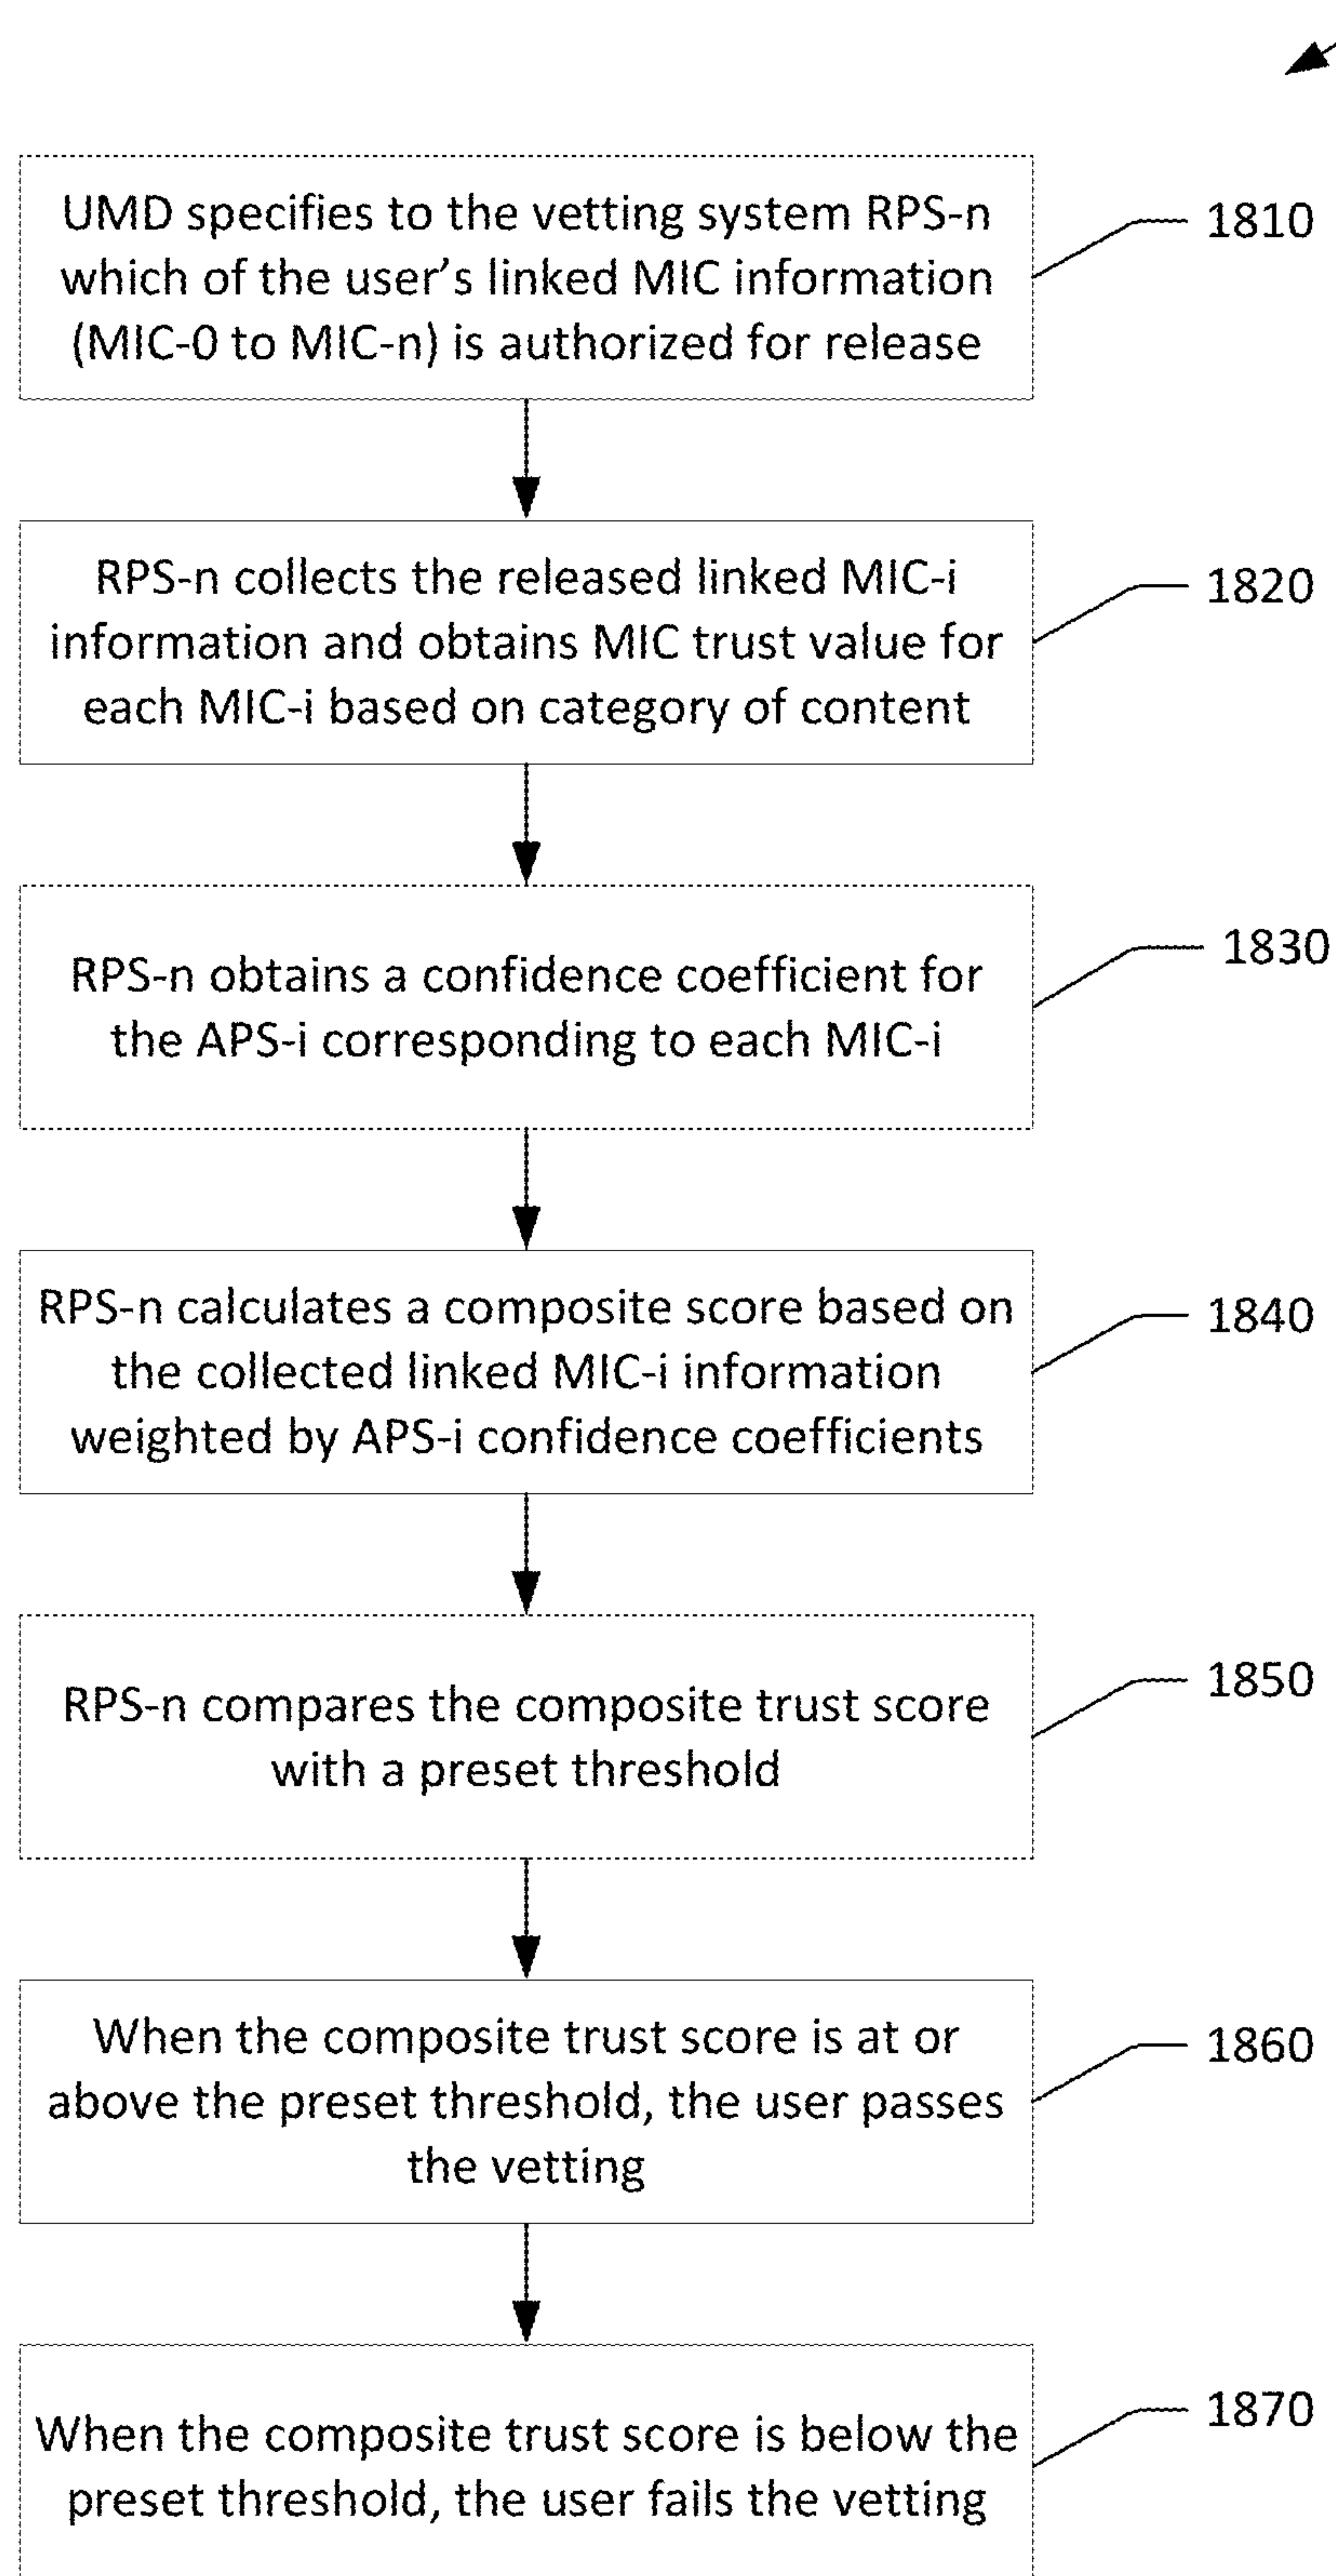 UMD specifies to the vetting system RPS-n
which of the user's linked MIC information
(MIC-0 to MIC-n) is authorized for release
1810
RPS-n collects the released linked MIC-i
information and obtains MIC trust value for
each MIC-i based on category of content
1820
RPS-n obtains a confidence coefficient for
the APS-i corresponding to each MIC-i
1830
RPS-n calculates a composite score based on
the collected linked MIC-i information
weighted by APS-i confidence coefficients
1840
RPS-n compares the composite trust score
with a preset threshold
1850
When the composite trust score is at or
above the preset threshold, the user passes
the vetting
1860
When the composite trust score is below the
preset threshold, the user fails the vetting
1870